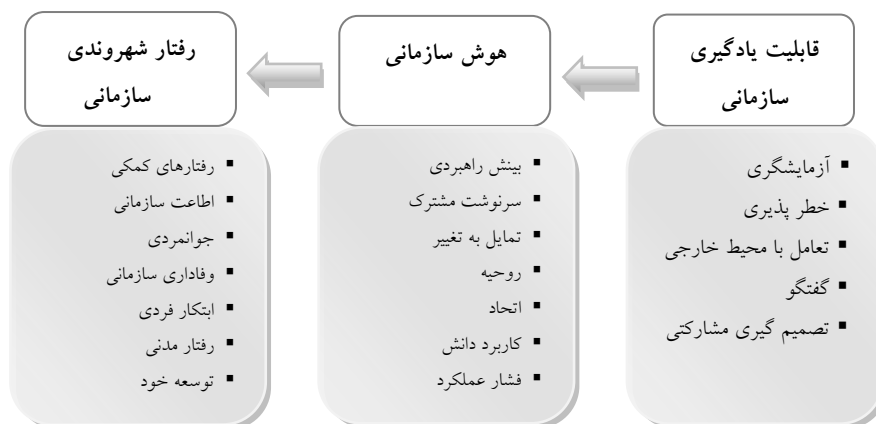 قابلیت یادگیری
سازمانی
آزمایشگری
خطر پذیری
تعامل با محیط خارجی
گفتگو
تصمیم گیری مشارکتی
هوش سازمانی
بینش راهبردی
سرنوشت مشترک
تمایل به تغییر
روحیه
اتحاد
کاربرد دانش
فشار عملکرد
رفتار شهروندی
سازمانی
رفتارهای کمکی
اطاعت سازمانی
جوانمردی
وفاداری سازمانی
ابتکار فردی
رفتار مدنی
توسعه خود